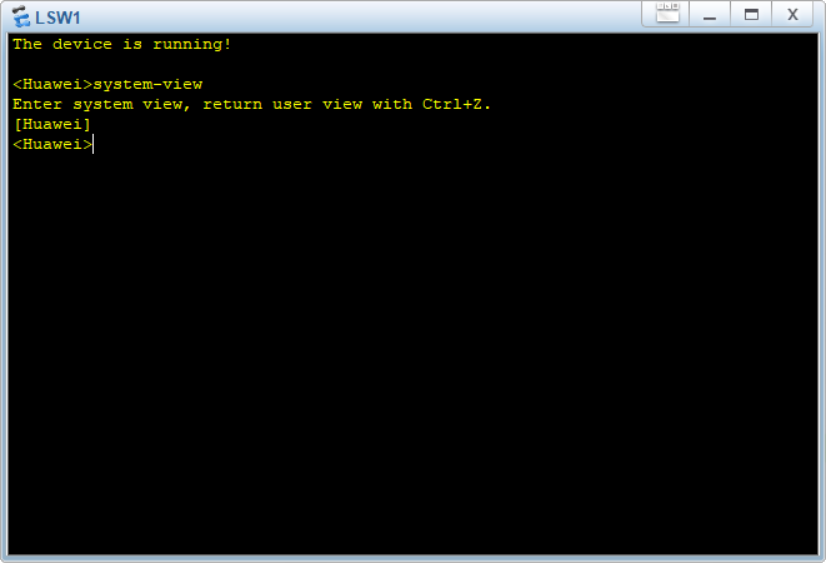 LSW1
The device is running!
<Huawei>system-view
Enter system view, return user view with Ctrl+Z.
[Huawei]
<Huawei>